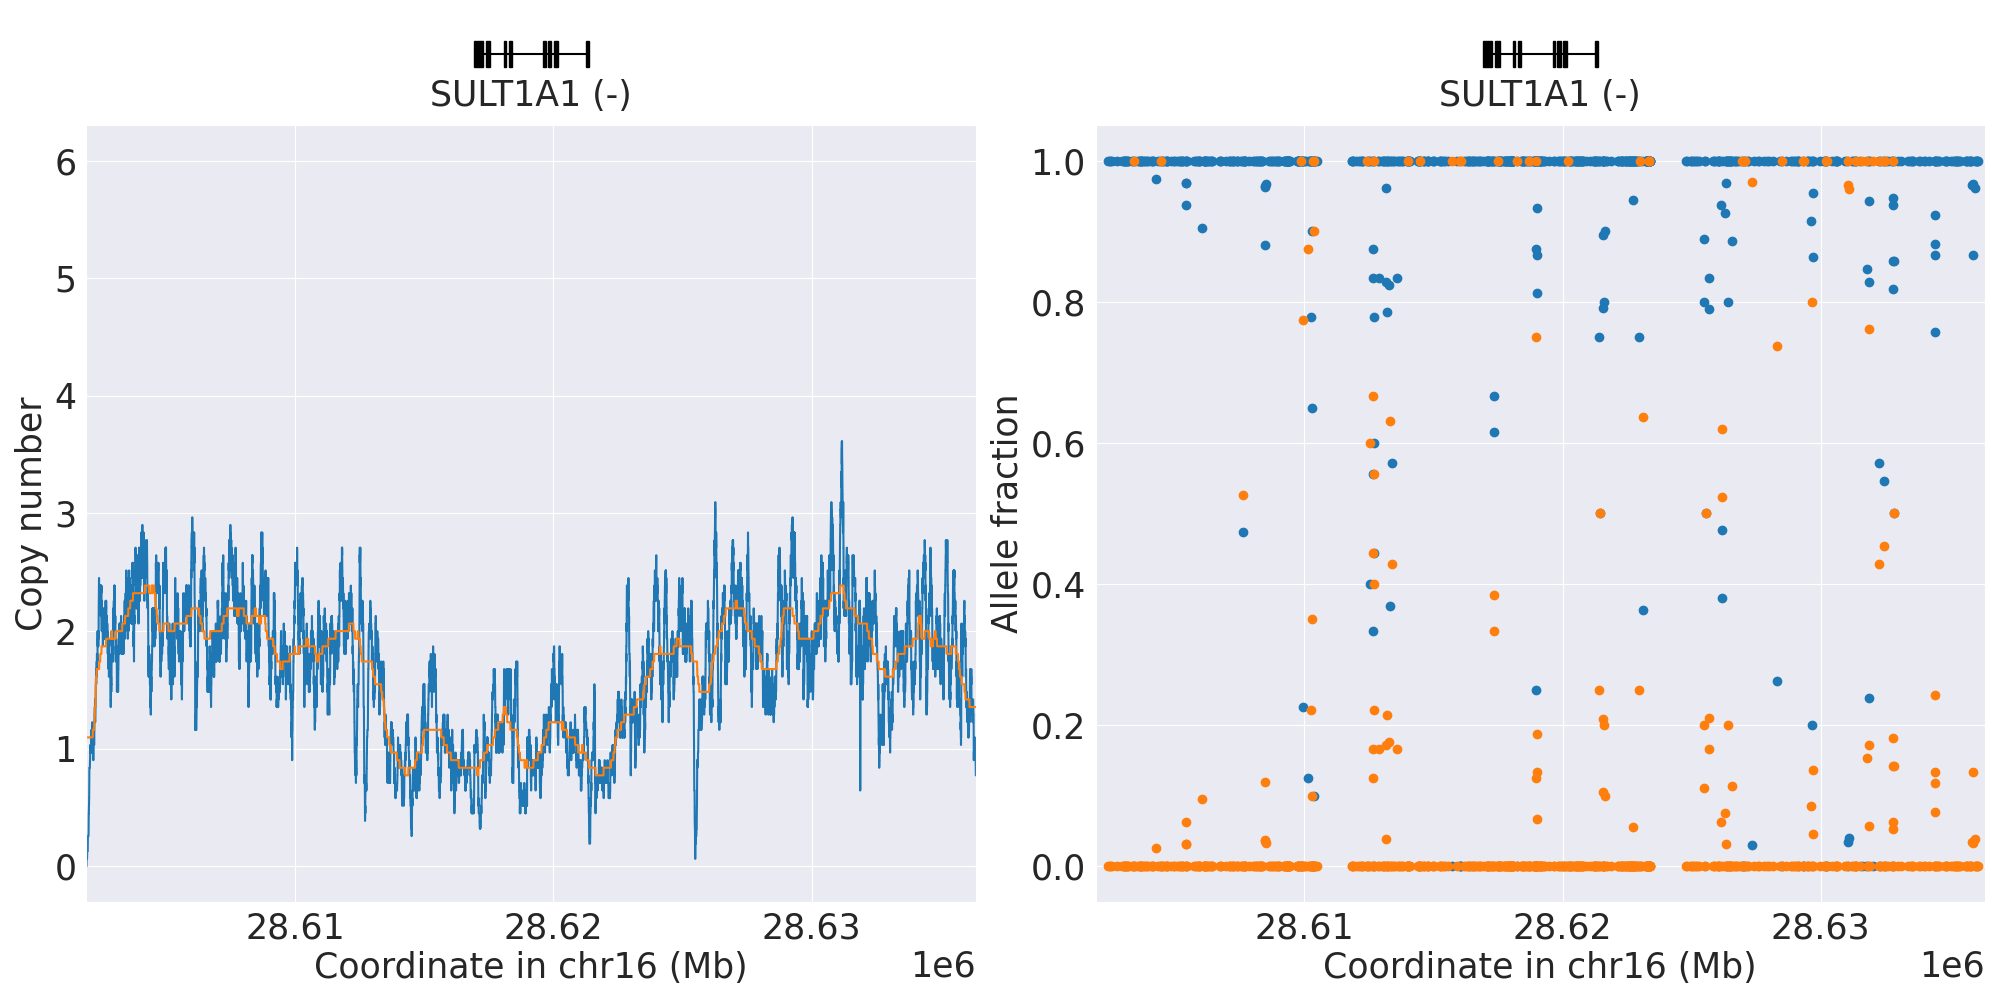 SULT1A1 (-)
6
5
4
3
2
1
0
Copy number
28.61
28.62
28.63
Coordinate in chr16 (Mb)
1e6
SULT1A1 (-)
1.0
0.8
0.6
0.4
0.2
0.0
Allele fraction
28.61
28.62
28.63
Coordinate in chr16 (Mb)
1e6